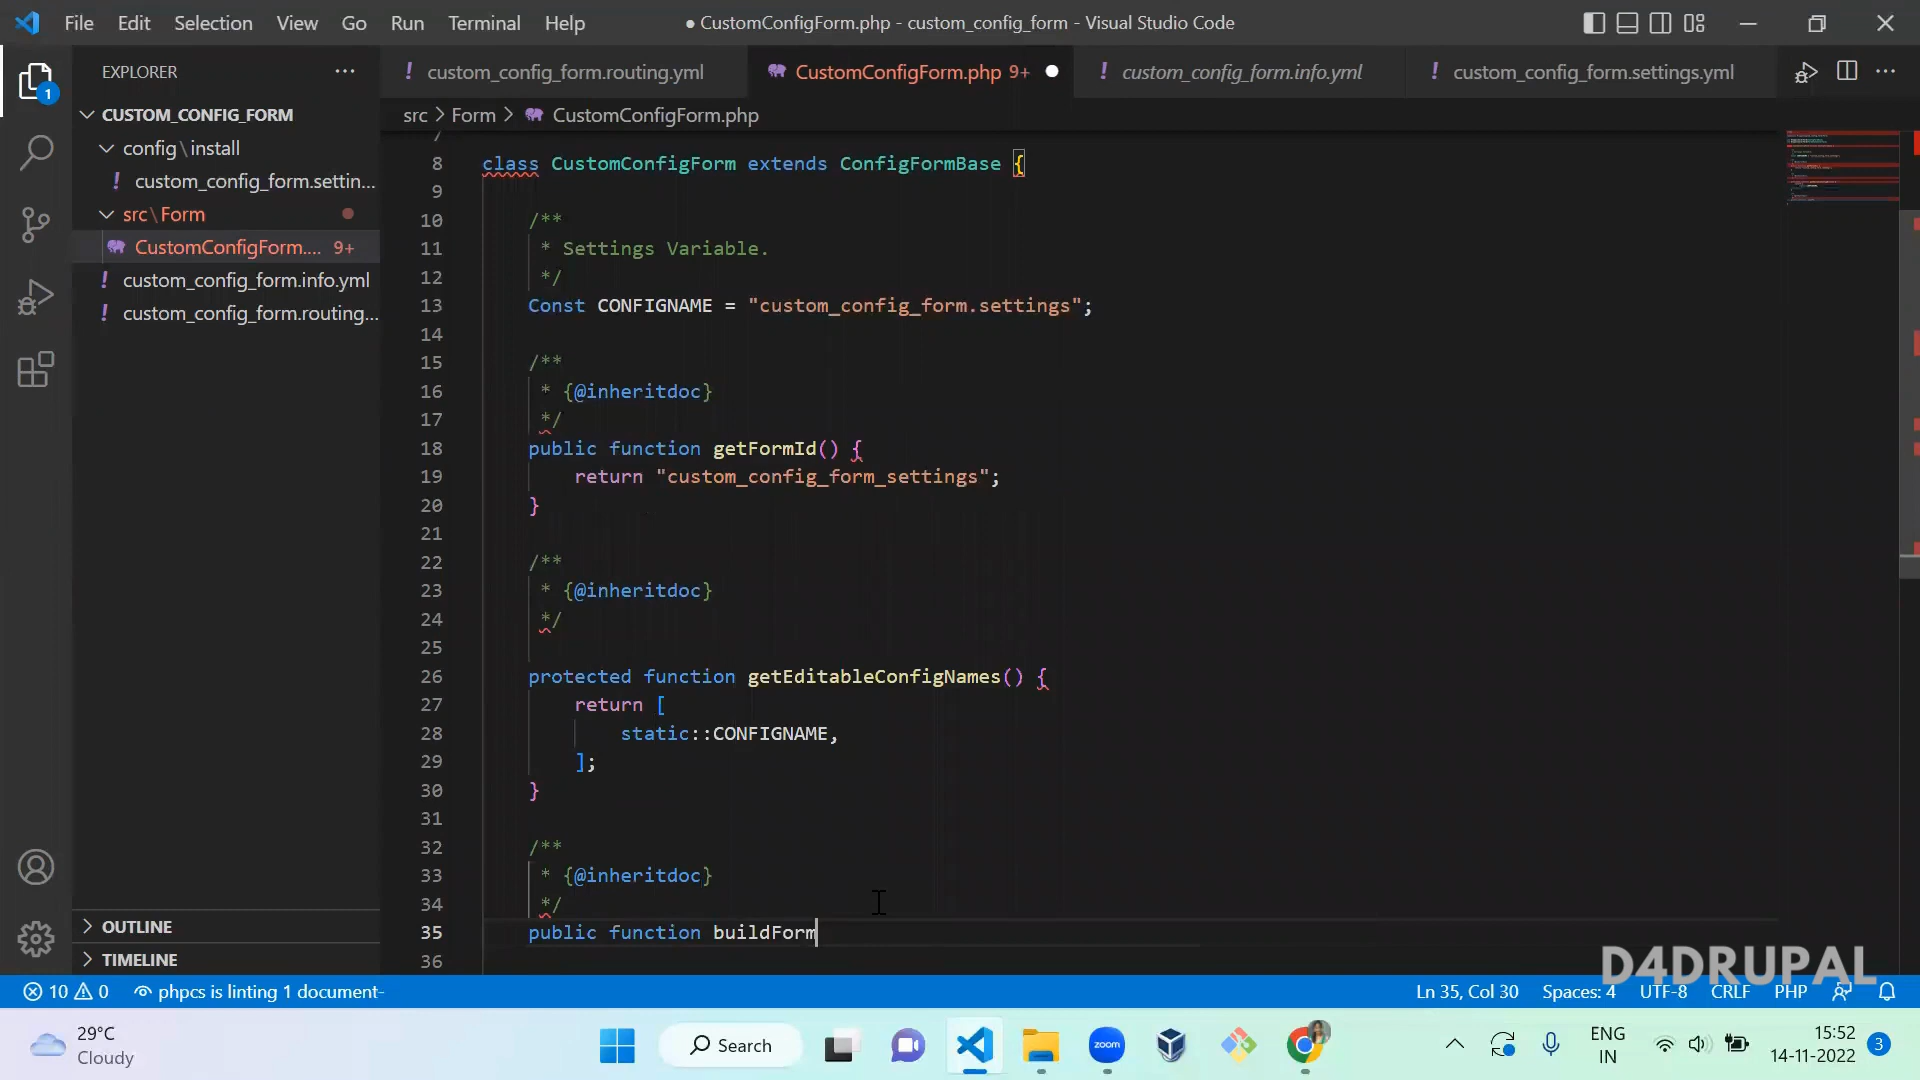 File Edit Selection View Go Run Terminal Help
● CustomConfigForm.php - custom_config_form - Visual Studio Code
EXPLORER
custom_config_form.routing.yml
CustomConfigForm.php 9+
custom_config_form.info.yml
custom_config_form.settings.yml
1
CUSTOM_CONFIG_FORM
config\install
custom_config_form.settin...
src\Form
CustomConfigForm.... 9+
custom_config_form.info.yml
custom_config_form.routing...
OUTLINE
TIMELINE
src > Form > CustomConfigForm.php
7
8 class CustomConfigForm extends ConfigFormBase {
9
10 /**
11 * Settings Variable.
12 */
13 Const CONFIGNAME = "custom_config_form.settings";
14
15 /**
16 * {@inheritdoc}
17 */
18 public function getFormId() {
19 return "custom_config_form_settings";
20 }
21
22 /**
23 * {@inheritdoc}
24 */
25
26 protected function getEditableConfigNames() {
27 return [
28 static::CONFIGNAME,
29 ];
30 }
31
32 /**
33 * {@inheritdoc}
34 */
35 public function buildForm
36
D4DRUPAL
10 0 phpcs is linting 1 document-
Ln 35, Col 30 Spaces: 4 UTF-8 CRLF PHP
29°C
Cloudy
Search
zoom
ENG
IN
15:52
14-11-2022
3